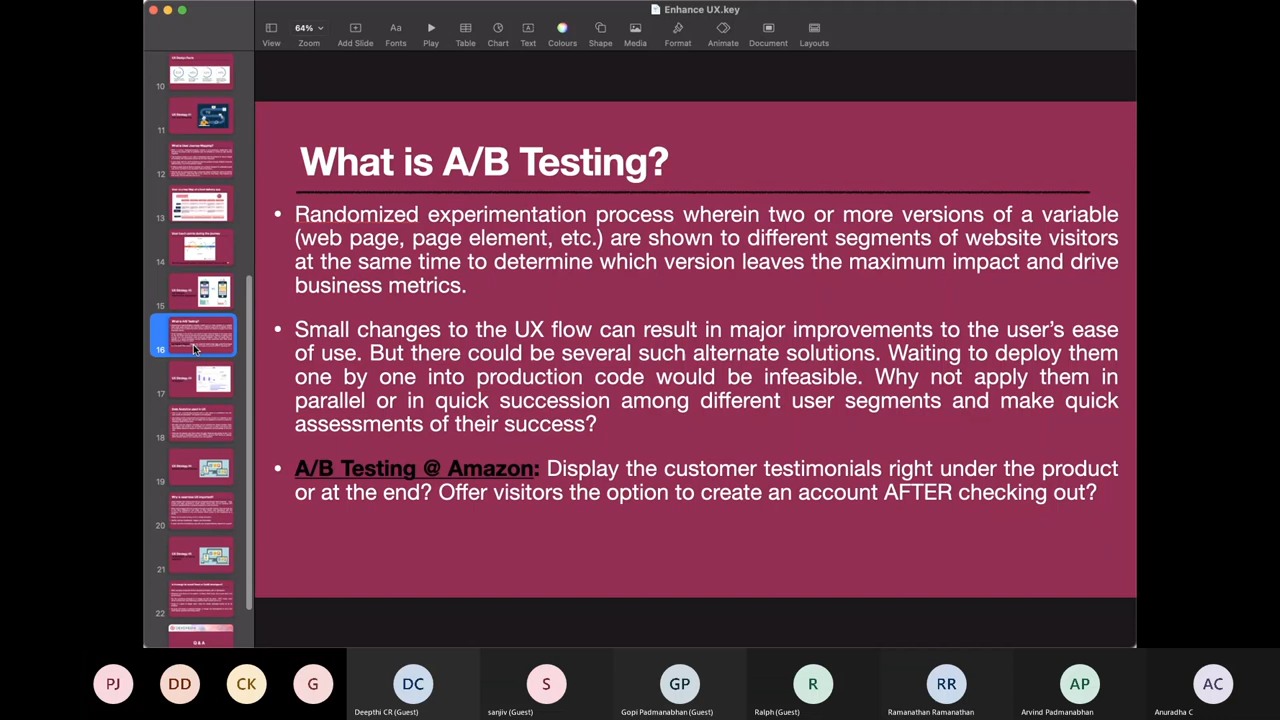 Enhance UX.key
64%
View Zoom Add Slide Fonts Play Table Chart Text Colours Shape Media Format Animate Document Layouts
10
11
12
13
14
15
16
17
18
19
20
21
22
What is A/B Testing?
• Randomized experimentation process wherein two or more versions of a variable
(web page, page element, etc.) are shown to different segments of website visitors
at the same time to determine which version leaves the maximum impact and drive
business metrics.
• Small changes to the UX flow can result in major improvements to the user's ease
of use. But there could be several such alternate solutions. Waiting to deploy them
one by one into production code would be infeasible. Why not apply them in
parallel or in quick succession among different user segments and make quick
assessments of their success?
• A/B Testing @ Amazon: Display the customer testimonials right under the product
or at the end? Offer visitors the option to create an account AFTER checking out?
Q & A
PJ DD CK G DC S GP R RR AP AC
Deepthi CR (Guest) sanjiv (Guest) Gopi Padmanabhan (Guest) Ralph (Guest) Ramanathan Ramanathan Arvind Padmanabhan Anuradha C